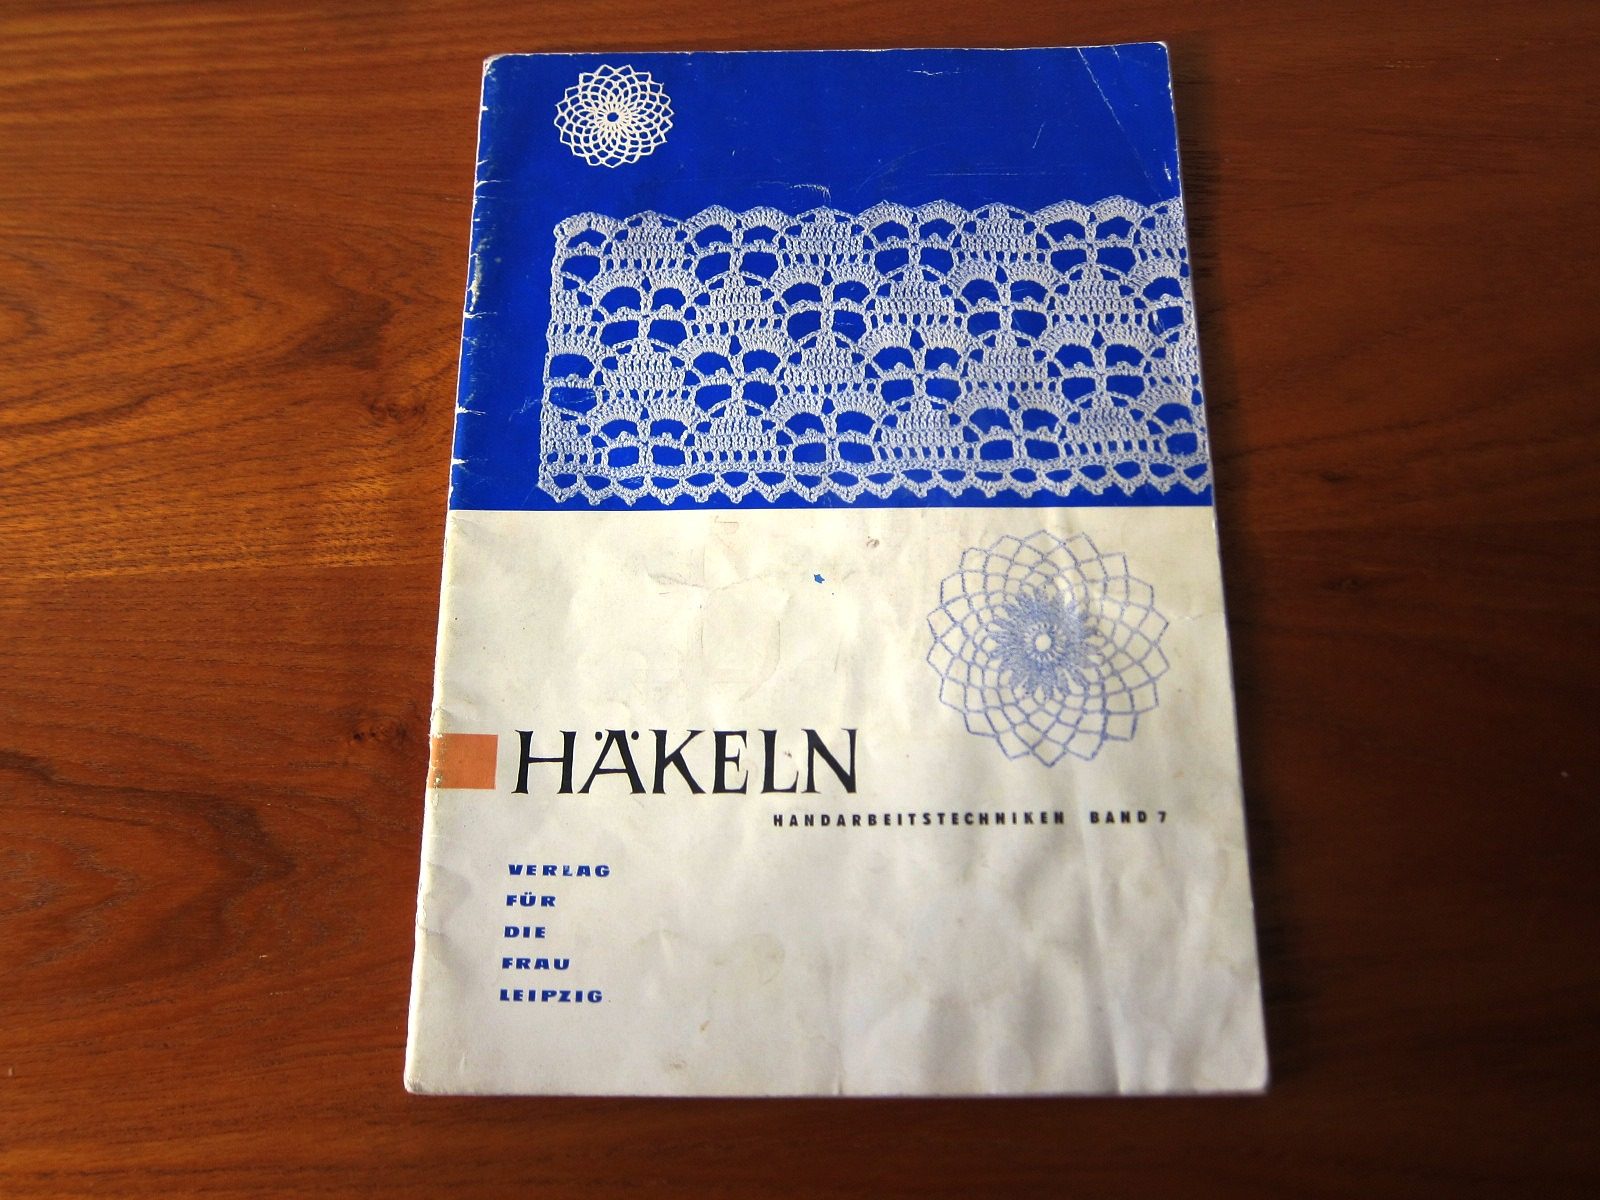 HÄKELN
HANDARBEITSTECHNIKEN BAND 7
VERLAG
FÜR
DIE
FRAU
LEIPZIG